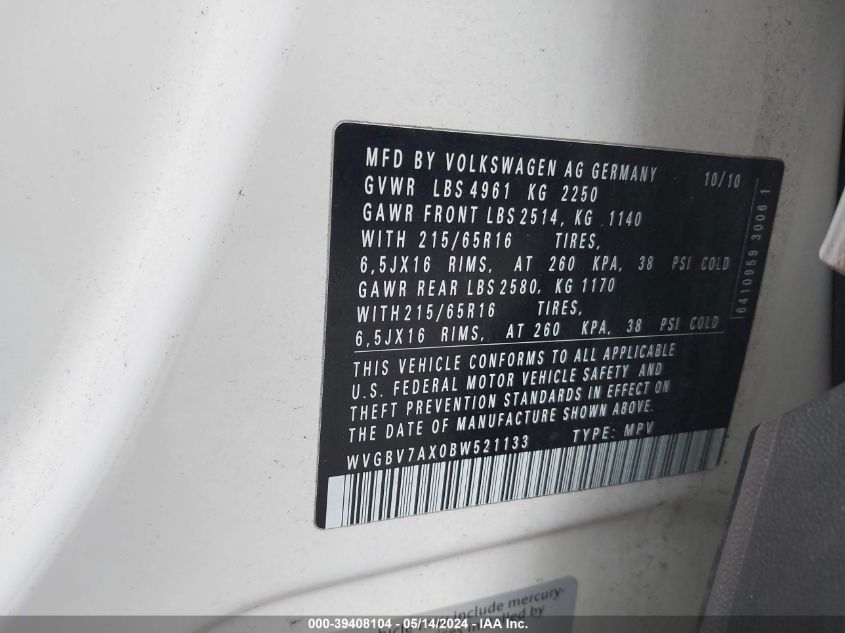 MFD BY VOLKSWAGEN AG GERMANY 10/10
GVWR LBS 4961 KG 2250
GAWR FRONT LBS 2514, KG 1140
WITH 215/65R16 TIRES,
6,5JX16 RIMS, AT 260 KPA, 38 PSI COLD
GAWR REAR LBS 2580, KG 1170
WITH 215/65R16 TIRES,
6,5JX16 RIMS, AT 260 KPA, 38 PSI COLD
6410959 3006 1
THIS VEHICLE CONFORMS TO ALL APPLICABLE
U.S. FEDERAL MOTOR VEHICLE SAFETY AND
THEFT PREVENTION STANDARDS IN EFFECT ON
THE DATE OF MANUFACTURE SHOWN ABOVE.
WVGBV7AX0BW521133 TYPE: MPV
include mercury-
by
000-39408104 - 05/14/2024 - IAA Inc.